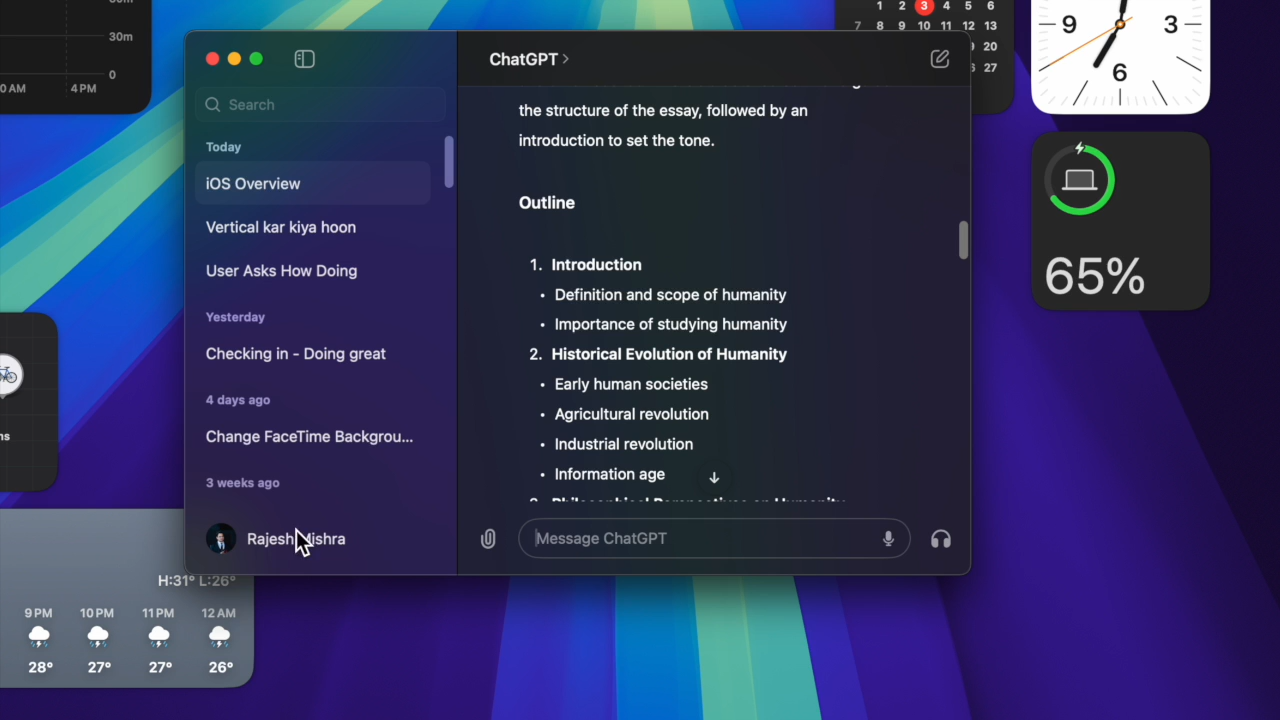 30m
0
4 PM
1 2 3 4 5 6
7 8 9 10 11 12 13
20
27
9 3
6
65%
ChatGPT >
Search
Today
iOS Overview
Vertical kar kiya hoon
User Asks How Doing
Yesterday
Checking in - Doing great
4 days ago
Change FaceTime Backgrou...
3 weeks ago
Rajesh Mishra
the structure of the essay, followed by an
introduction to set the tone.
Outline
1. Introduction
• Definition and scope of humanity
• Importance of studying humanity
2. Historical Evolution of Humanity
• Early human societies
• Agricultural revolution
• Industrial revolution
• Information age
Message ChatGPT
H:31° L:26°
9 PM 10 PM 11 PM 12 AM
28° 27° 27° 26°